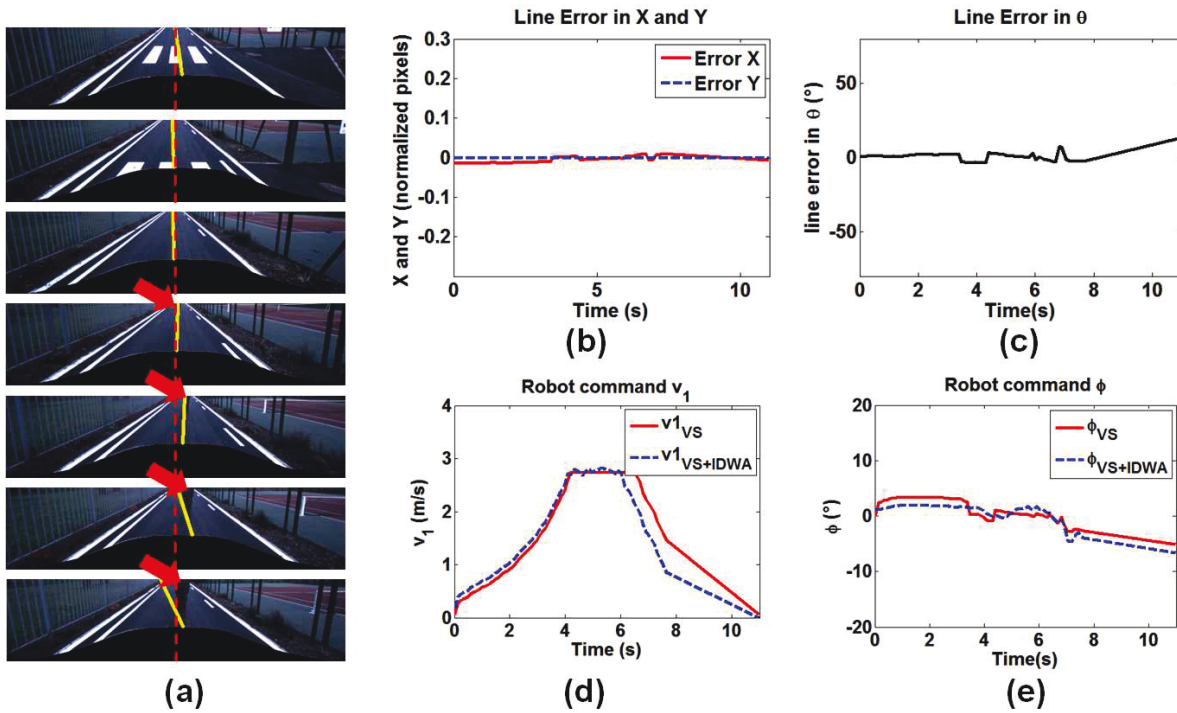 (a)
Line Error in X and Y
X and Y (normalized pixels)
0.3
0.2
0.1
0
-0.1
-0.2
Error X
Error Y
0
5
10
Time (s)
(b)
Line Error in θ
line error in θ (°)
50
0
-50
0
2
4
6
8
10
Time(s)
(c)
Robot command v1
v1 (m/s)
4
3
2
1
0
v1VS
v1VS+IDWA
0
2
4
6
8
10
Time (s)
(d)
Robot command ϕ
ϕ (°)
20
10
0
-10
-20
ϕVS
ϕVS+IDWA
0
2
4
6
8
10
Time(s)
(e)